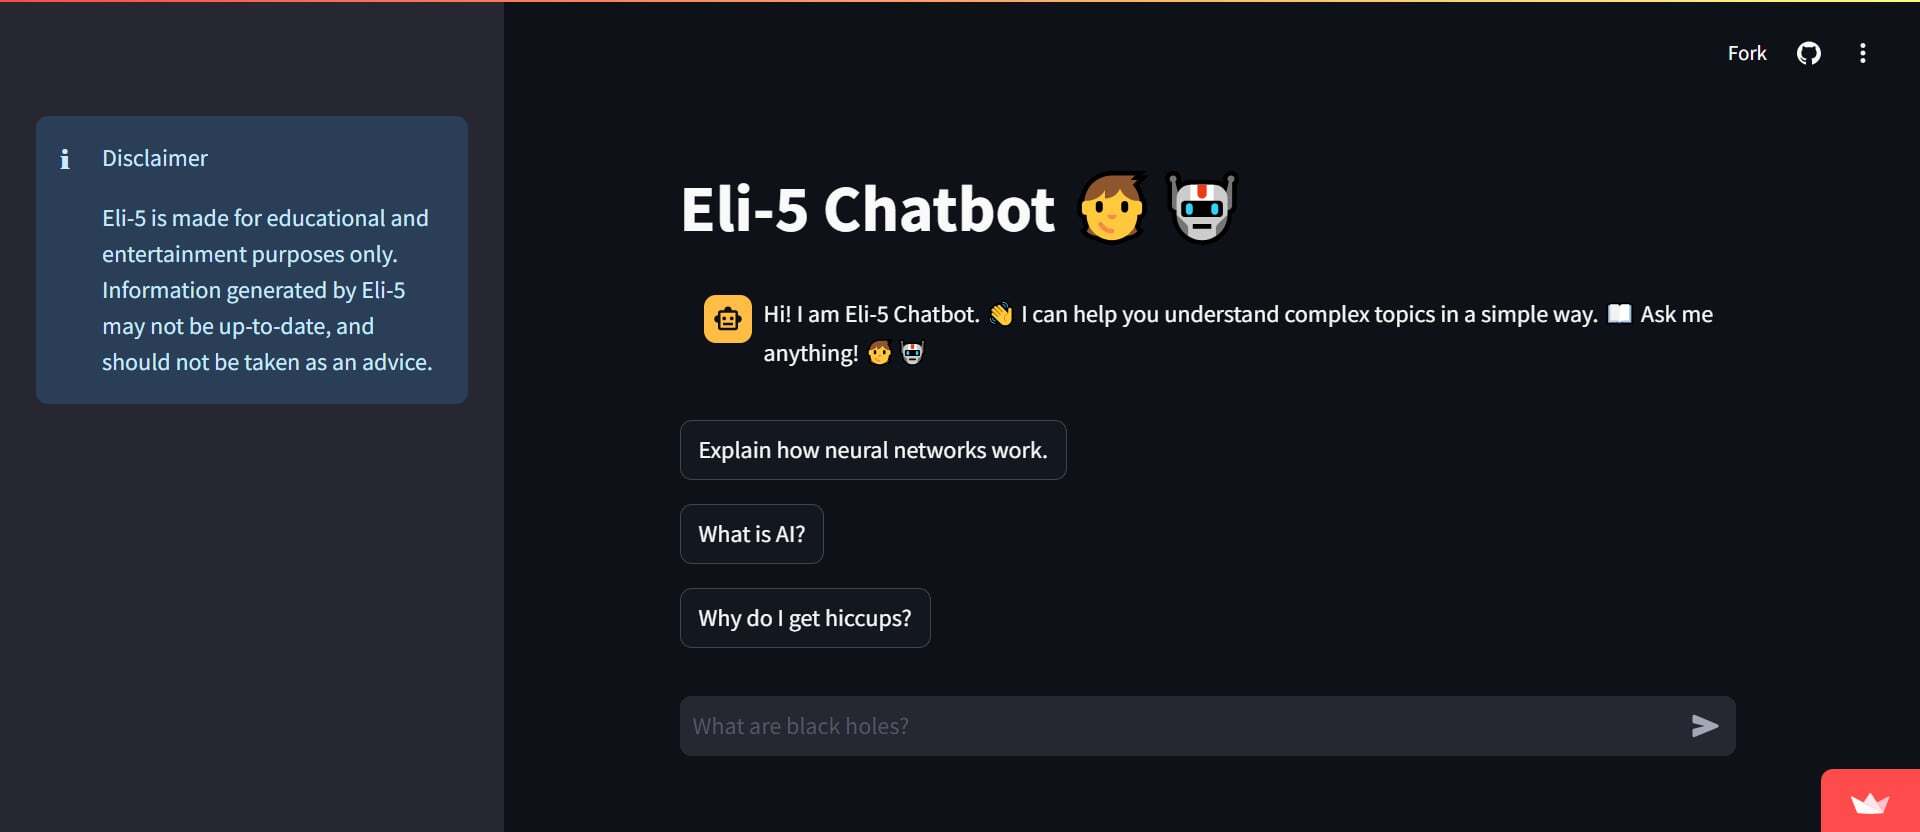 Fork
Disclaimer
Eli-5 is made for educational and
entertainment purposes only.
Information generated by Eli-5
may not be up-to-date, and
should not be taken as an advice.
Eli-5 Chatbot 🧒 🤖
Hi! I am Eli-5 Chatbot. 👋 I can help you understand complex topics in a simple way. 📖 Ask me
anything! 🧒 🤖
Explain how neural networks work.
What is AI?
Why do I get hiccups?
What are black holes?